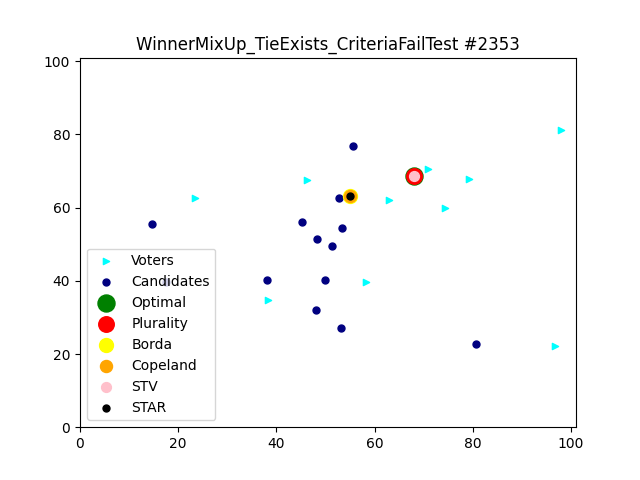 WinnerMixUp_TieExists_CriteriaFailTest #2353
100
80
60
40
20
0
Voters
Candidates
Optimal
Plurality
Borda
Copeland
STV
STAR
0 20 40 60 80 100